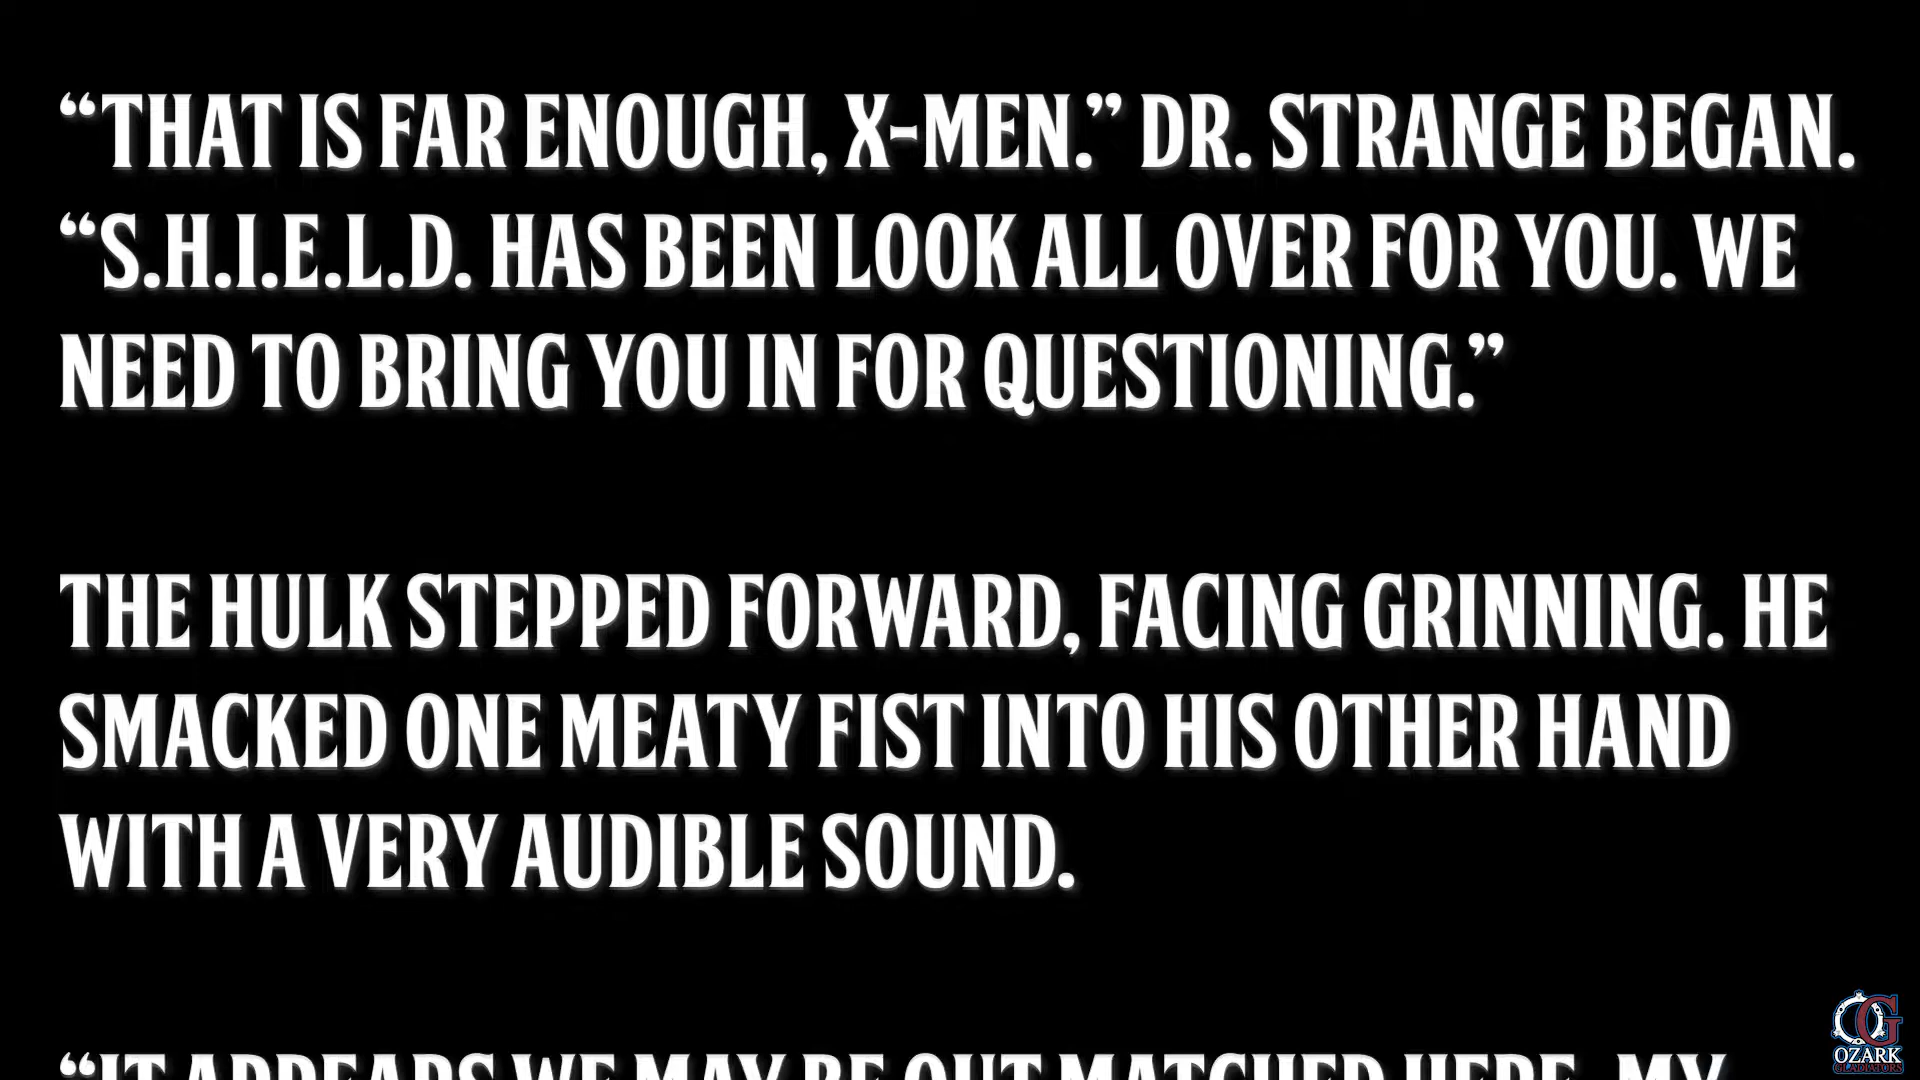 “THAT IS FAR ENOUGH, X-MEN.” DR. STRANGE BEGAN.
“S.H.I.E.L.D. HAS BEEN LOOK ALL OVER FOR YOU. WE
NEED TO BRING YOU IN FOR QUESTIONING.”
THE HULK STEPPED FORWARD, FACING GRINNING. HE
SMACKED ONE MEATY FIST INTO HIS OTHER HAND
WITH A VERY AUDIBLE SOUND.
“IT APPEARS WE MAY BE OUT MATCHED HERE, MY
OG
OZARK
GLADIATORS